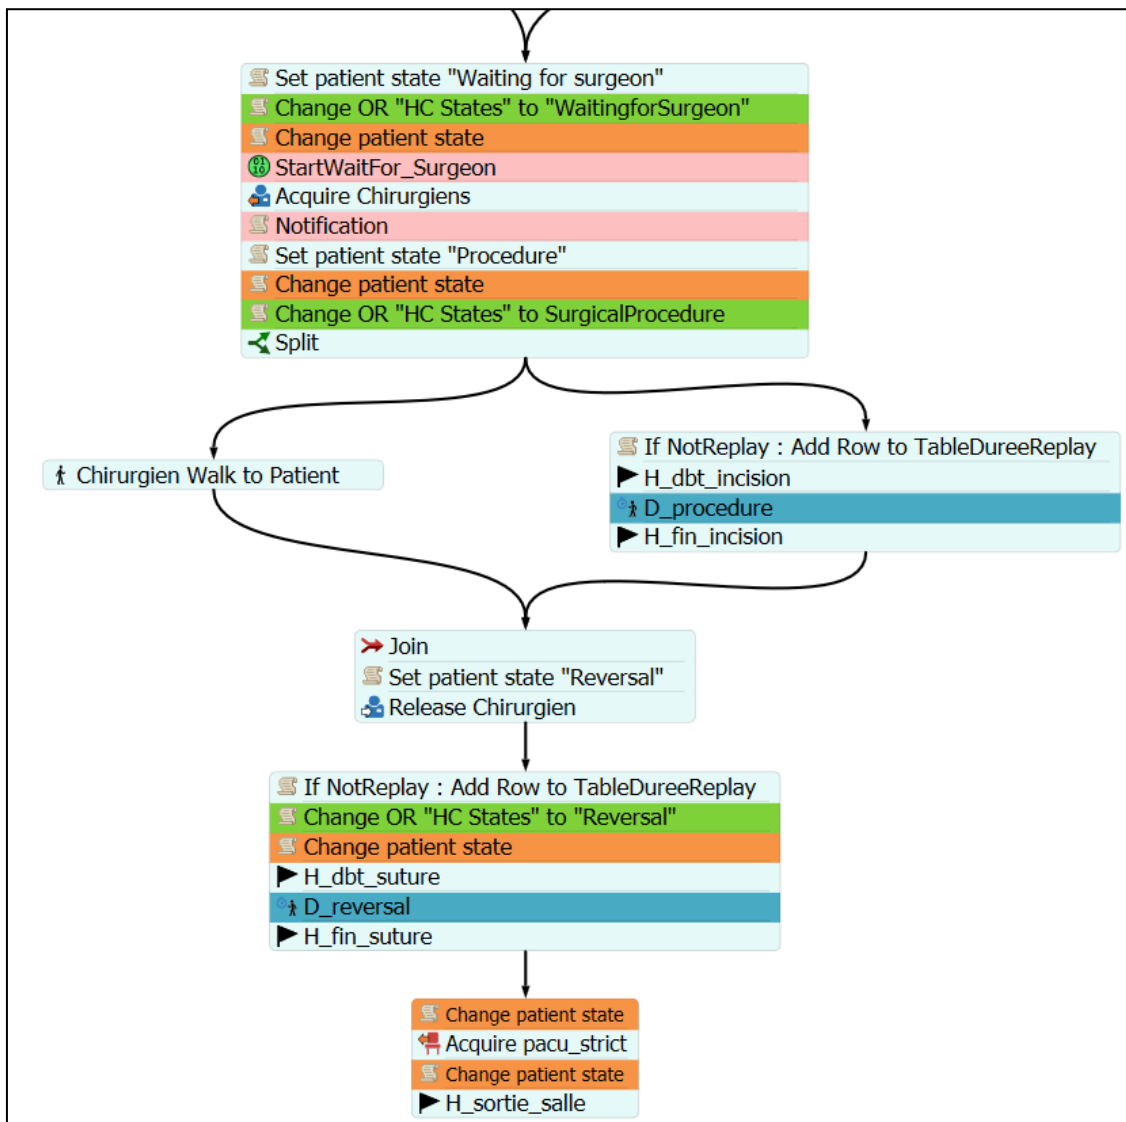 Set patient state "Waiting for surgeon"
Change OR "HC States" to "WaitingforSurgeon"
Change patient state
StartWaitFor_Surgeon
Acquire Chirurgiens
Notification
Set patient state "Procedure"
Change patient state
Change OR "HC States" to SurgicalProcedure
Split
Chirurgien Walk to Patient
If NotReplay : Add Row to TableDureeReplay
H_dbt_incision
D_procedure
H_fin_incision
Join
Set patient state "Reversal"
Release Chirurgien
If NotReplay : Add Row to TableDureeReplay
Change OR "HC States" to "Reversal"
Change patient state
H_dbt_suture
D_reversal
H_fin_suture
Change patient state
Acquire pacu_strict
Change patient state
H_sortie_salle